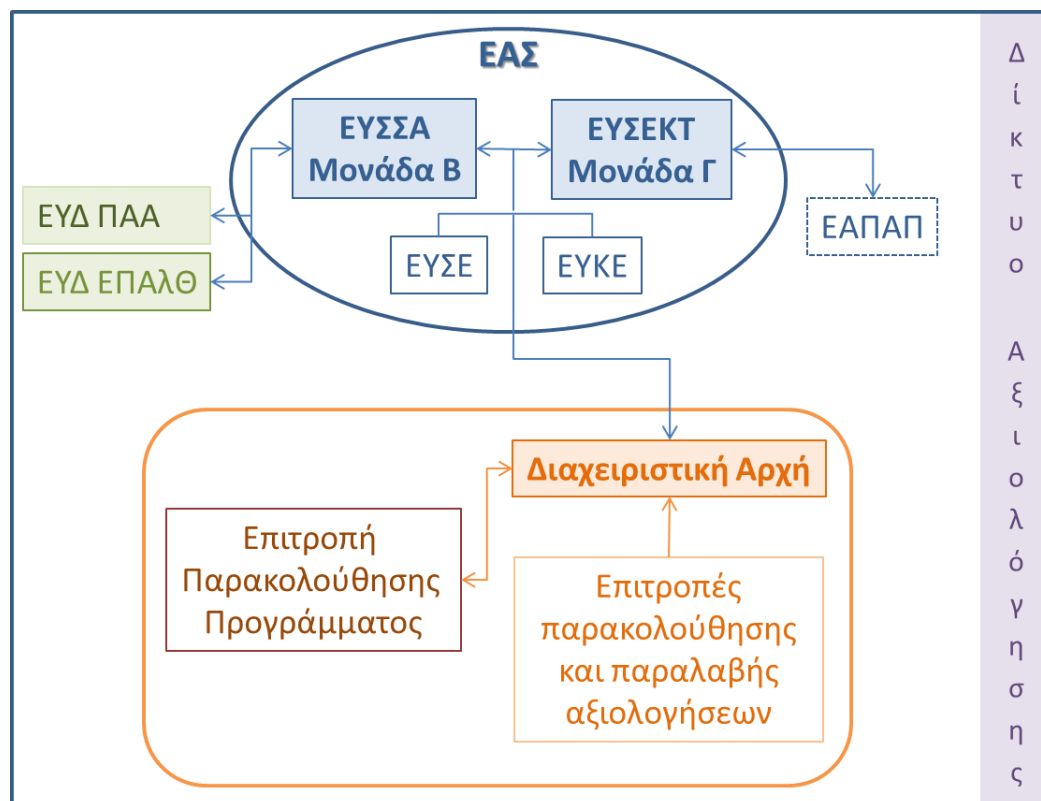 ΕΑΣ
ΕΥΣΣΑ
Μονάδα Β
ΕΥΣΕΚΤ
Μονάδα Γ
ΕΥΔ ΠΑΑ
ΕΥΔ ΕΠΑλΘ
ΕΥΣΕ
ΕΥΚΕ
ΕΑΠΑΠ
Διαχειριστική Αρχή
Επιτροπή
Παρακολούθησης
Προγράμματος
Επιτροπές
παρακολούθησης
και παραλαβής
αξιολογήσεων
Δίκτυο Αξιολόγησης